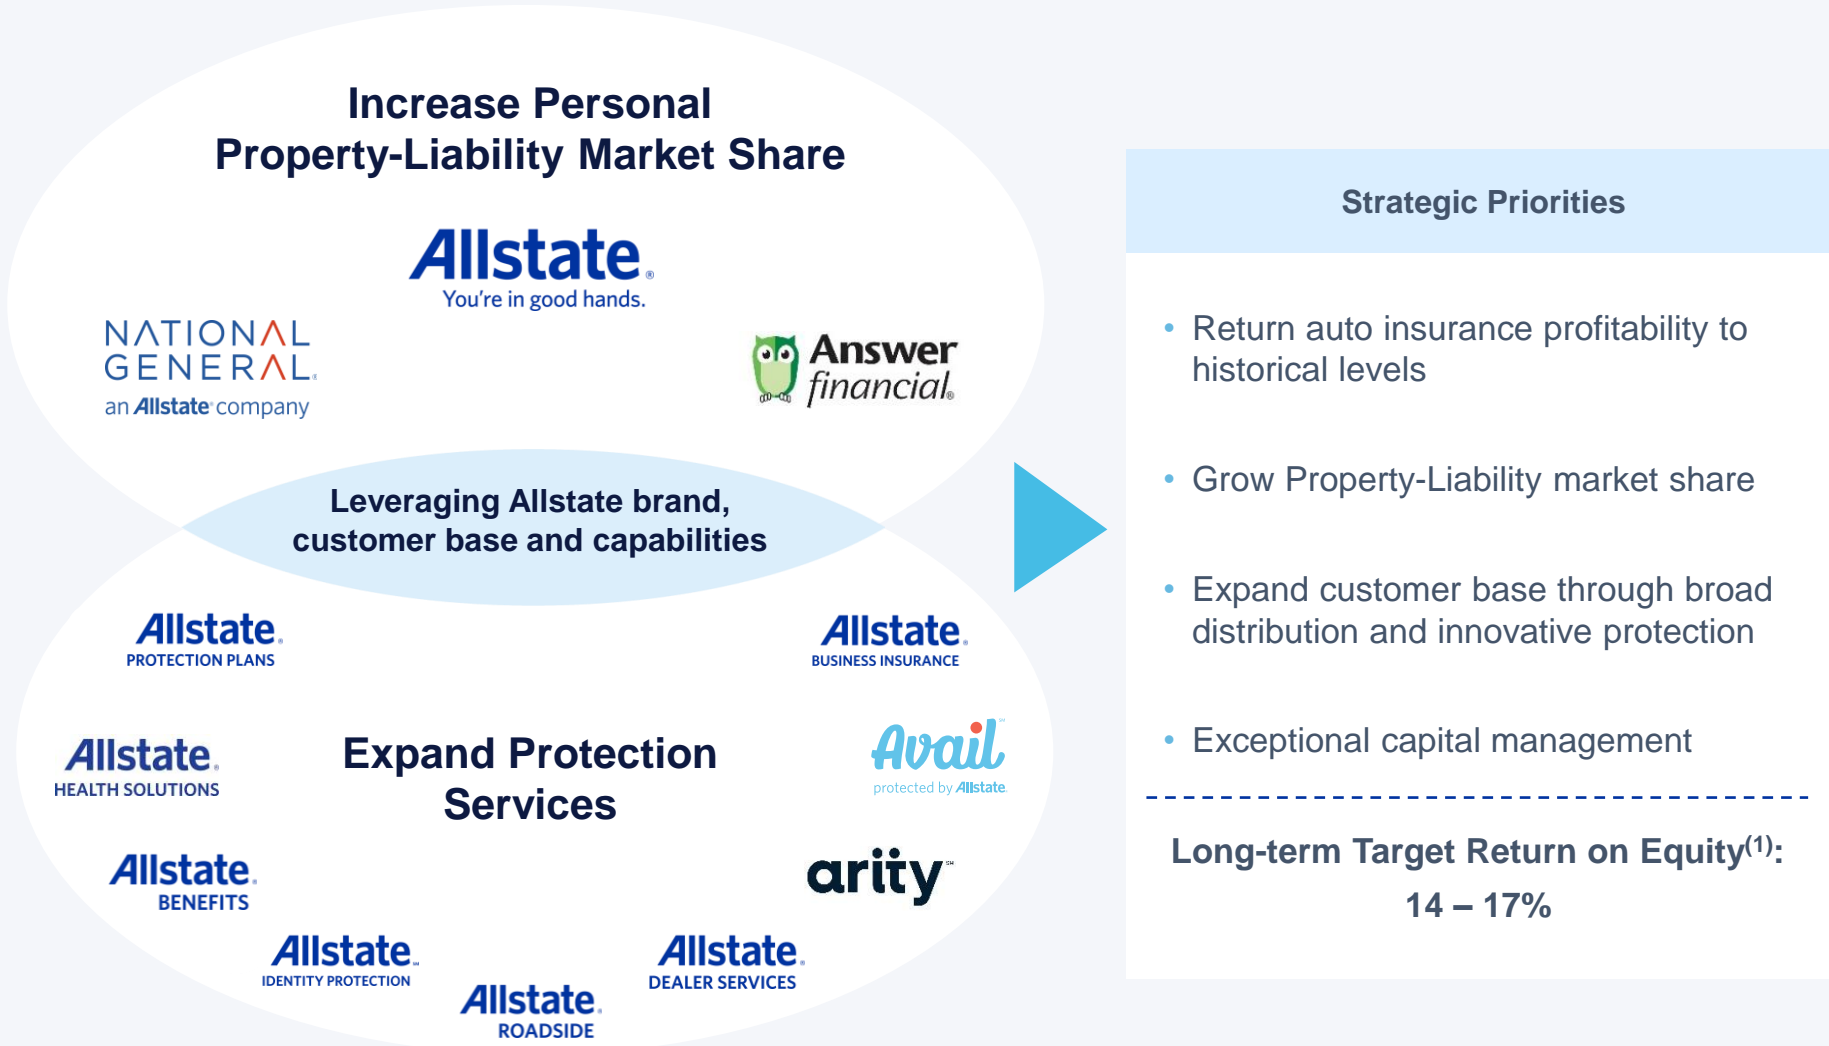 Increase Personal
Property-Liability Market Share
Allstate®
You're in good hands.
NATIONAL
GENERAL®
an Allstate® company
Answer
financial®
Leveraging Allstate brand,
customer base and capabilities
Allstate®
PROTECTION PLANS
Allstate®
BUSINESS INSURANCE
Allstate®
HEALTH SOLUTIONS
Expand Protection
Services
Avail℠
protected by Allstate
Allstate®
BENEFITS
arity℠
Allstate℠
IDENTITY PROTECTION
Allstate®
ROADSIDE
Allstate®
DEALER SERVICES
Strategic Priorities
• Return auto insurance profitability to
historical levels
• Grow Property-Liability market share
• Expand customer base through broad
distribution and innovative protection
• Exceptional capital management
Long-term Target Return on Equity(1):
14 – 17%